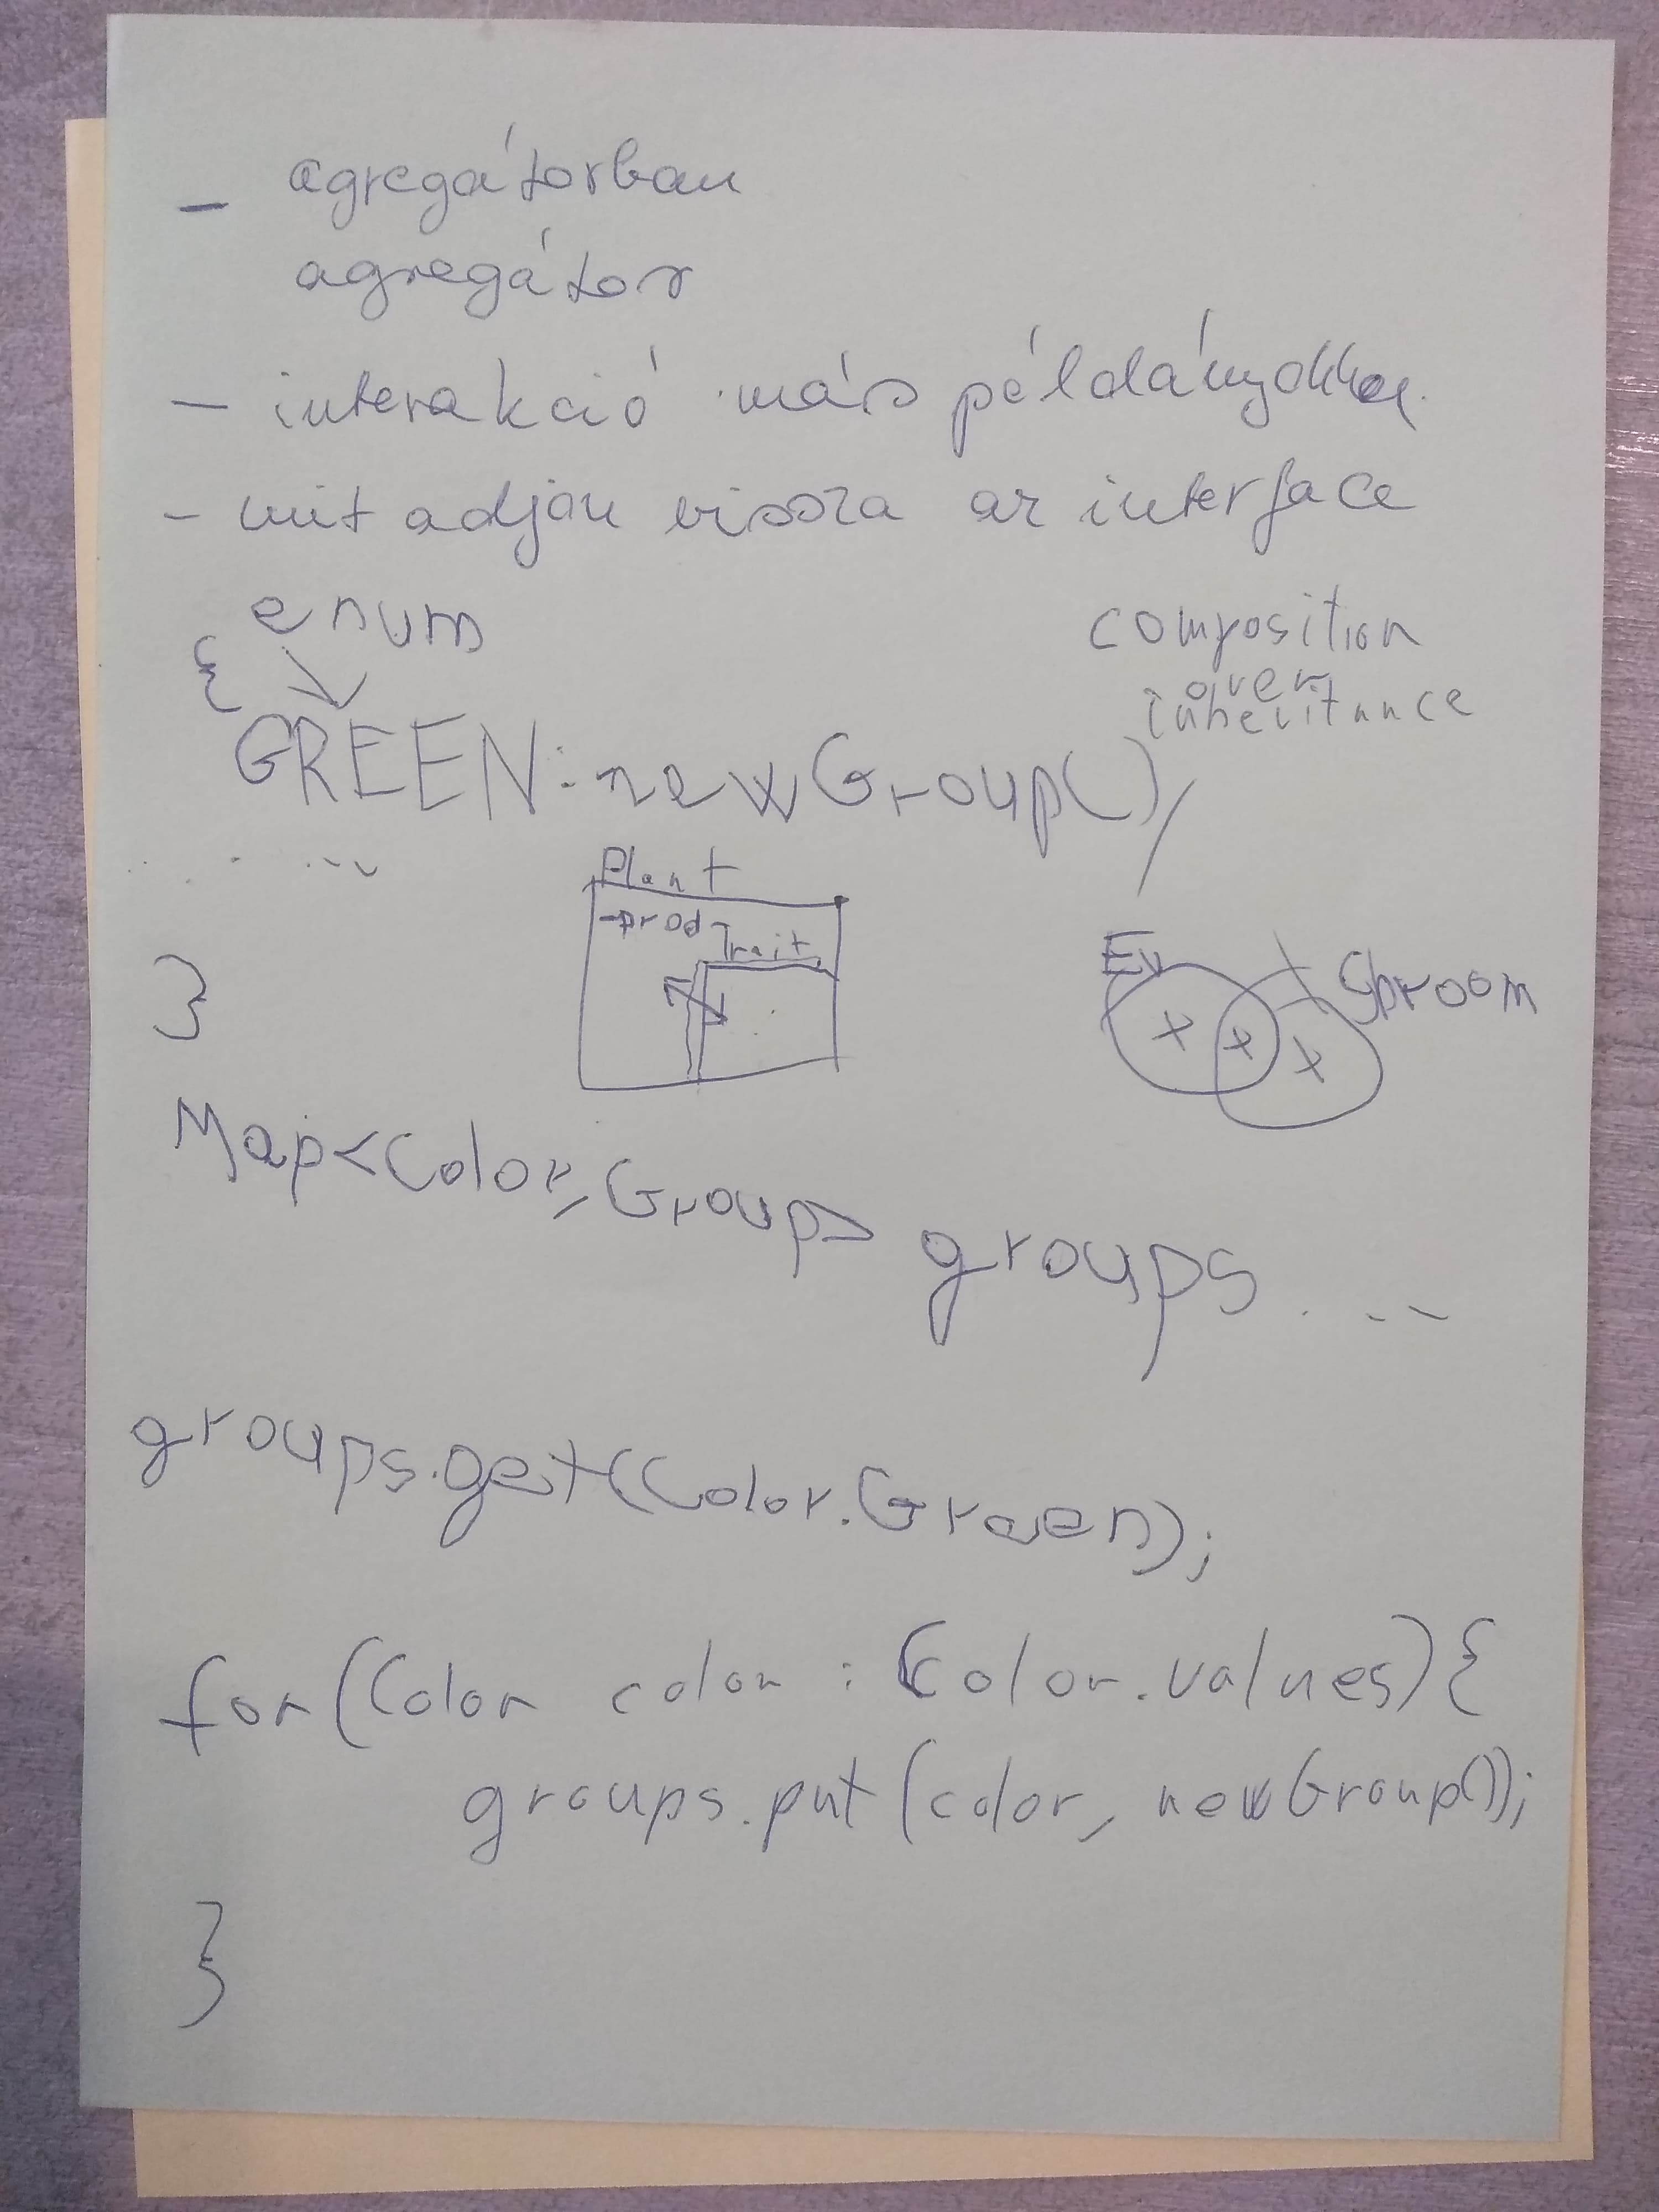 - agregátorban
agregátor
- interakció más példányokkal
- mit adjon vissza az interface
enum
{
composition
over
inheritance
GREEN: newGroup(),
. . ...
Plant
-prod
Trait
Ev
Shroom
}
Map<Color, Group> groups ...
groups.get(Color.Green);
for (Color color : Color.values) {
groups.put (color, new Group());
}